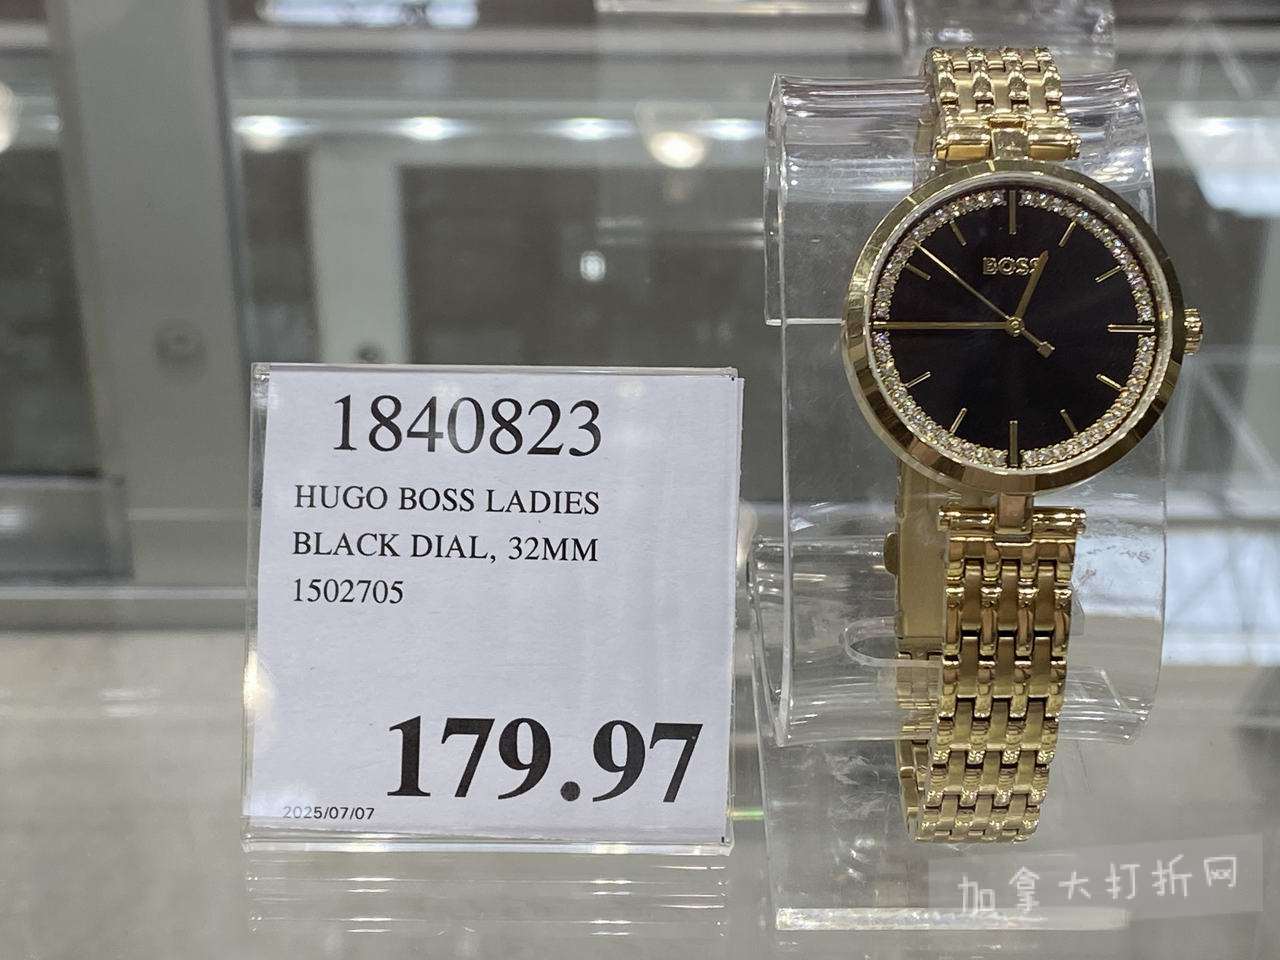 1840823
HUGO BOSS LADIES
BLACK DIAL, 32MM
1502705
179.97
2025/07/07
BOSS
加拿大打折网